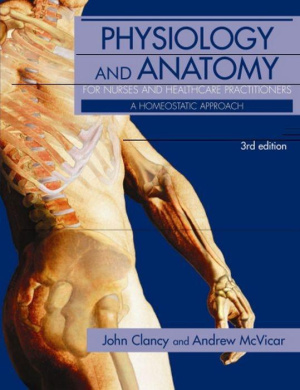 PHYSIOLOGY
AND ANATOMY
FOR NURSES AND HEALTHCARE PRACTITIONERS
A HOMEOSTATIC APPROACH
3rd edition
John Clancy and Andrew McVicar